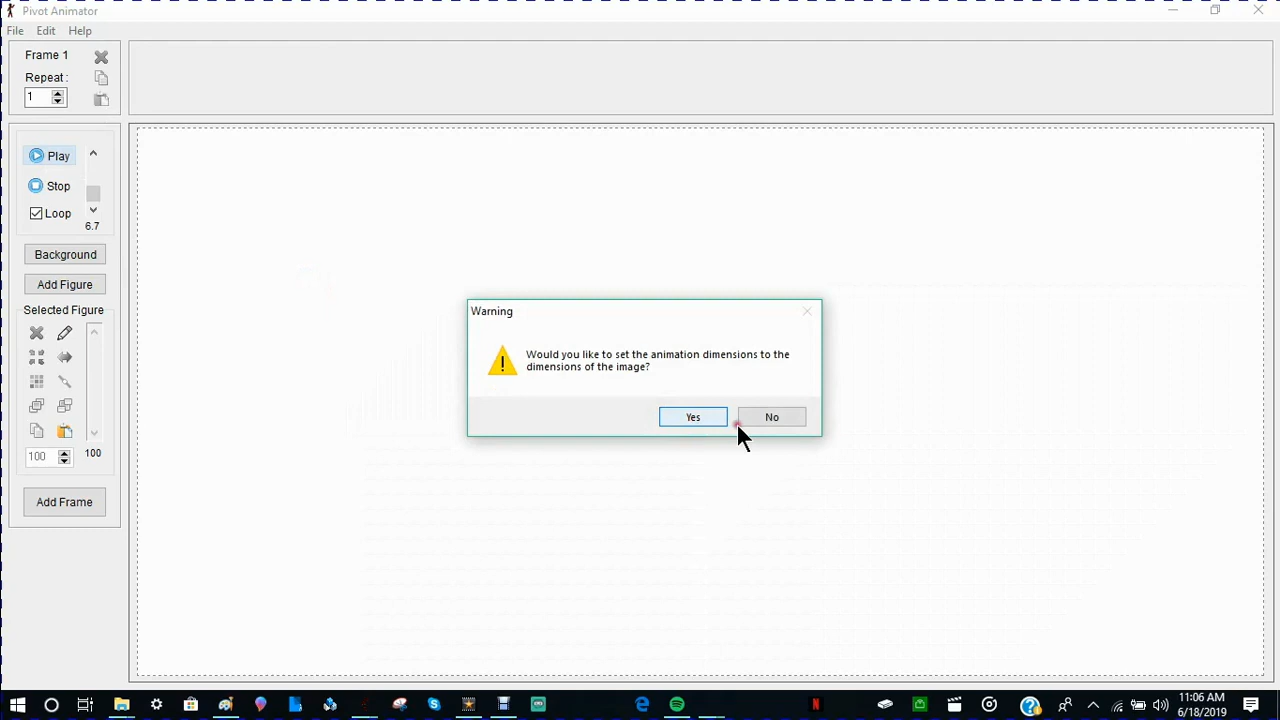 Pivot Animator
File Edit Help
Frame 1
Repeat:
1
Play
Stop
Loop
6.7
Background
Add Figure
Selected Figure
100
100
Add Frame
Warning
Would you like to set the animation dimensions to the
dimensions of the image?
Yes No
11:06 AM
6/18/2019